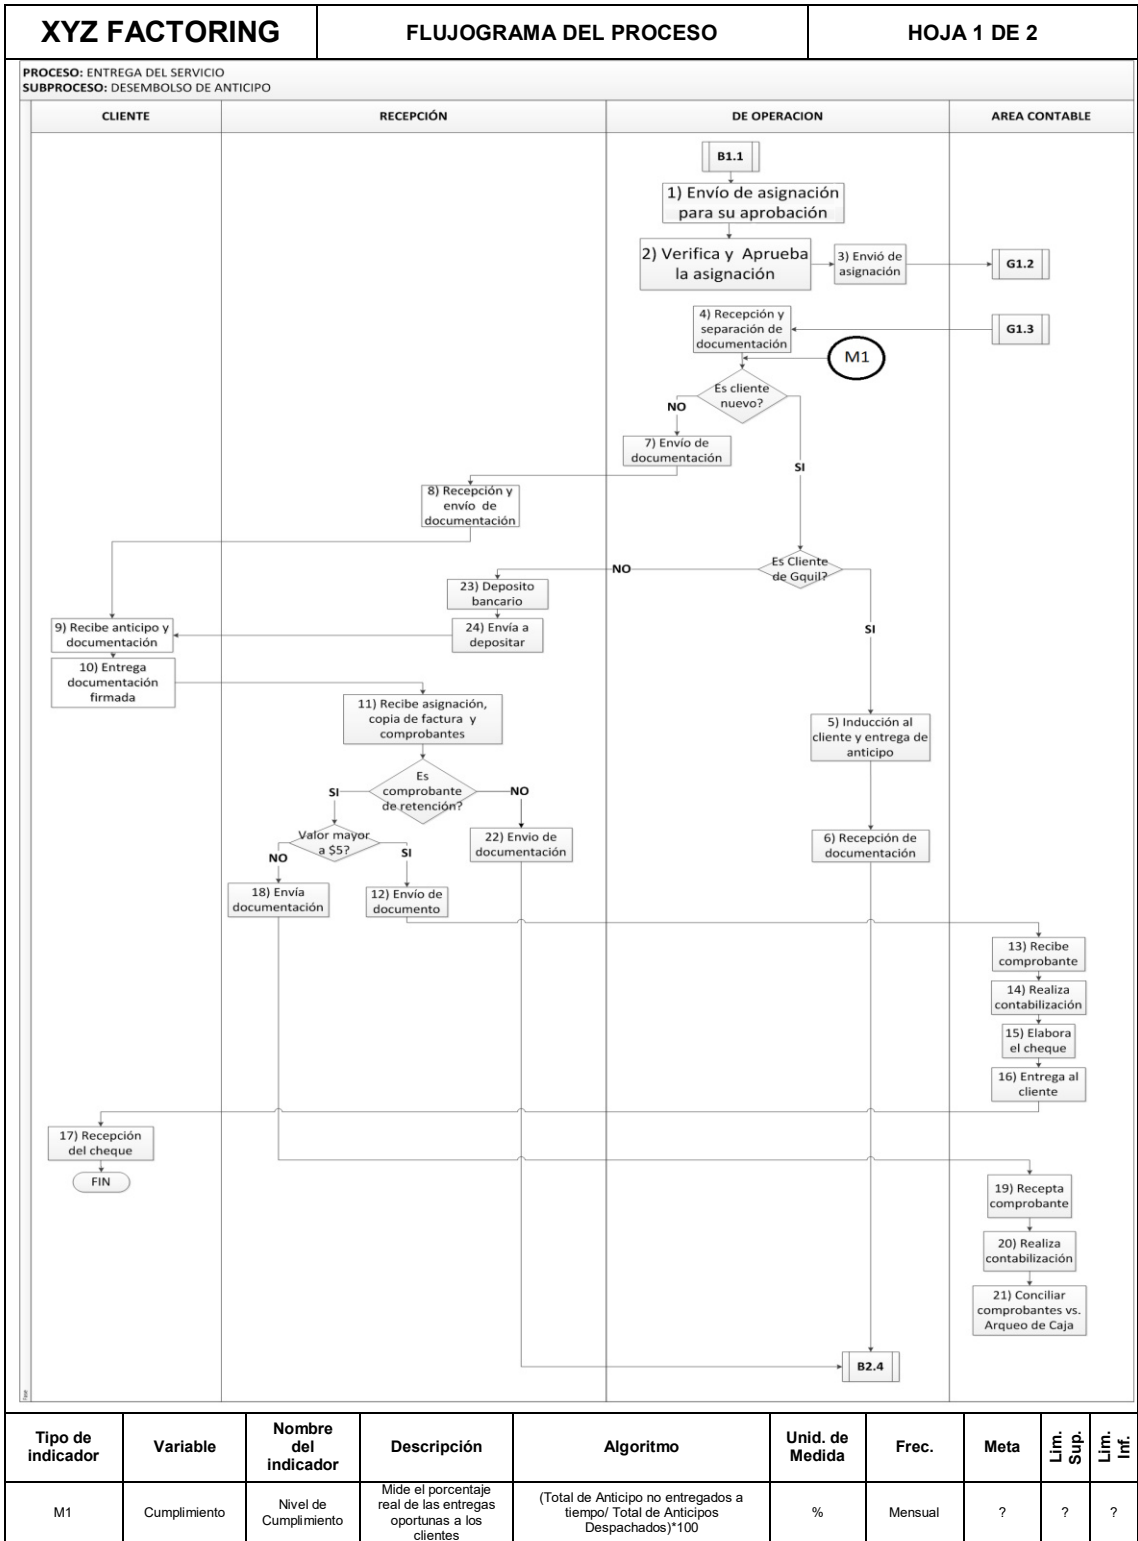 XYZ FACTORING
FLUJOGRAMA DEL PROCESO
HOJA 1 DE 2
PROCESO: ENTREGA DEL SERVICIO
SUBPROCESO: DESEMBOLSO DE ANTICIPO
CLIENTE
RECEPCIÓN
DE OPERACION
AREA CONTABLE
B1.1
1) Envío de asignación
para su aprobación
2) Verifica y Aprueba
la asignación
3) Envió de
asignación
G1.2
4) Recepción y
separación de
documentación
G1.3
M1
Es cliente
nuevo?
NO
SI
7) Envío de
documentación
8) Recepción y
envío de
documentación
Es Cliente
de Gquil?
NO
SI
23) Deposito
bancario
24) Envía a
depositar
9) Recibe anticipo y
documentación
10) Entrega
documentación
firmada
11) Recibe asignación,
copia de factura y
comprobantes
5) Inducción al
cliente y entrega de
anticipo
Es
comprobante
de retención?
SI
NO
Valor mayor
a $5?
NO
SI
22) Envio de
documentación
6) Recepción de
documentación
18) Envía
documentación
12) Envío de
documento
13) Recibe
comprobante
14) Realiza
contabilización
15) Elabora
el cheque
16) Entrega al
cliente
17) Recepción
del cheque
FIN
19) Recepta
comprobante
20) Realiza
contabilización
21) Conciliar
comprobantes vs.
Arqueo de Caja
B2.4
Fase
Tipo de
indicador
Variable
Nombre
del
indicador
Descripción
Algoritmo
Unid. de
Medida
Frec.
Meta
Lim.
Sup.
Lim.
Inf.
M1
Cumplimiento
Nivel de
Cumplimiento
Mide el porcentaje
real de las entregas
oportunas a los
clientes
(Total de Anticipo no entregados a
tiempo/ Total de Anticipos
Despachados)*100
%
Mensual
?
?
?